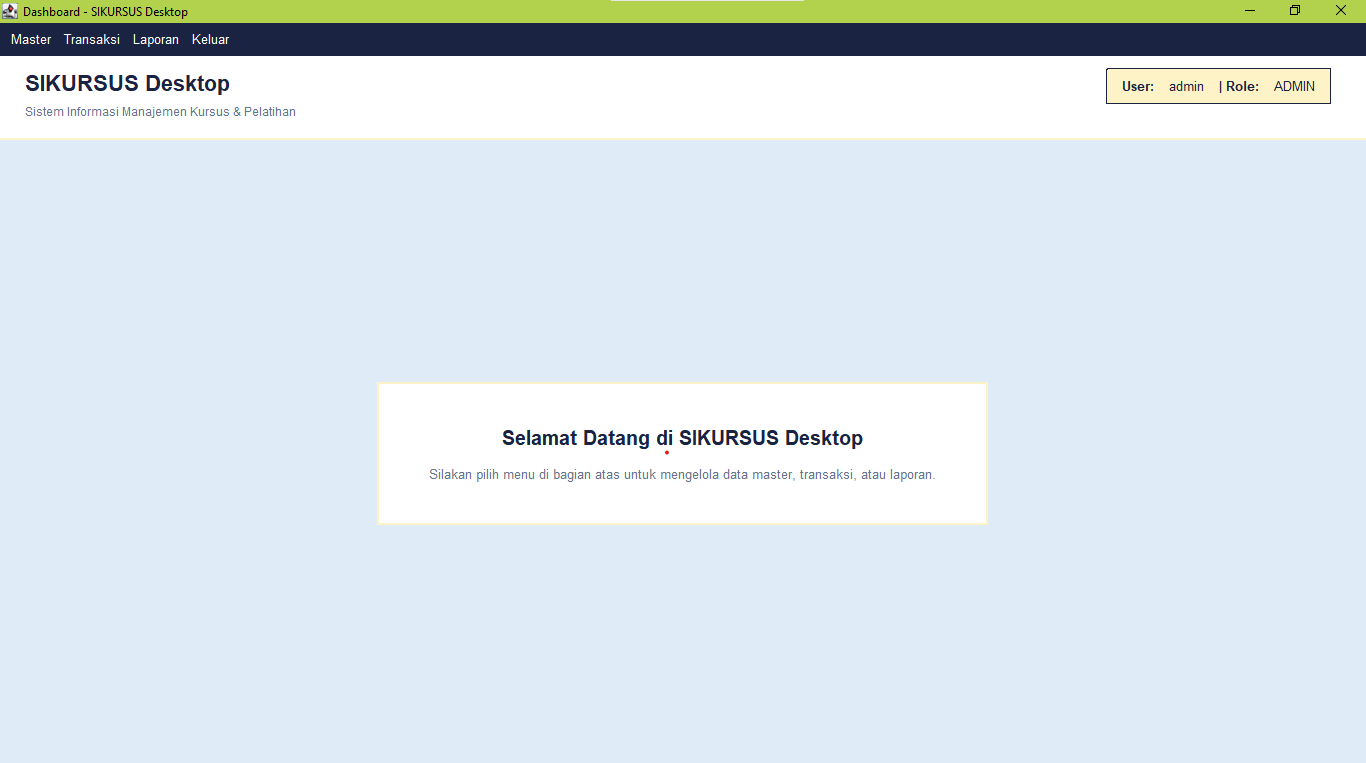 Dashboard - SIKURSUS Desktop
Master Transaksi Laporan Keluar
SIKURSUS Desktop
User: admin | Role: ADMIN
Sistem Informasi Manajemen Kursus & Pelatihan
Selamat Datang di SIKURSUS Desktop
Silakan pilih menu di bagian atas untuk mengelola data master, transaksi, atau laporan.